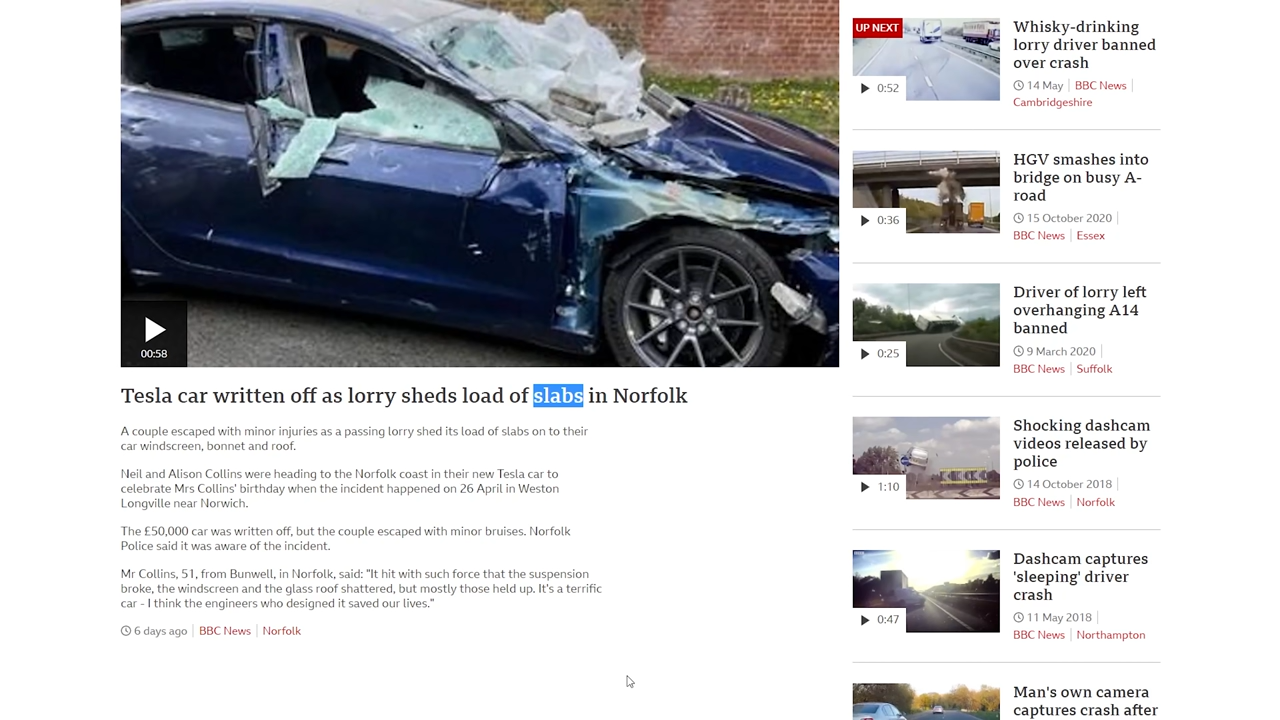 00:58
Tesla car written off as lorry sheds load of slabs in Norfolk
A couple escaped with minor injuries as a passing lorry shed its load of slabs on to their
car windscreen, bonnet and roof.
Neil and Alison Collins were heading to the Norfolk coast in their new Tesla car to
celebrate Mrs Collins' birthday when the incident happened on 26 April in Weston
Longville near Norwich.
The £50,000 car was written off, but the couple escaped with minor bruises. Norfolk
Police said it was aware of the incident.
Mr Collins, 51, from Bunwell, in Norfolk, said: "It hit with such force that the suspension
broke, the windscreen and the glass roof shattered, but mostly those held up. It's a terrific
car - I think the engineers who designed it saved our lives."
6 days ago BBC News Norfolk
UP NEXT
0:52
Whisky-drinking
lorry driver banned
over crash
14 May BBC News
Cambridgeshire
0:36
HGV smashes into
bridge on busy A-
road
15 October 2020
BBC News Essex
0:25
Driver of lorry left
overhanging A14
banned
9 March 2020
BBC News Suffolk
1:10
Shocking dashcam
videos released by
police
14 October 2018
BBC News Norfolk
0:47
Dashcam captures
'sleeping' driver
crash
11 May 2018
BBC News Northampton
Man's own camera
captures crash after